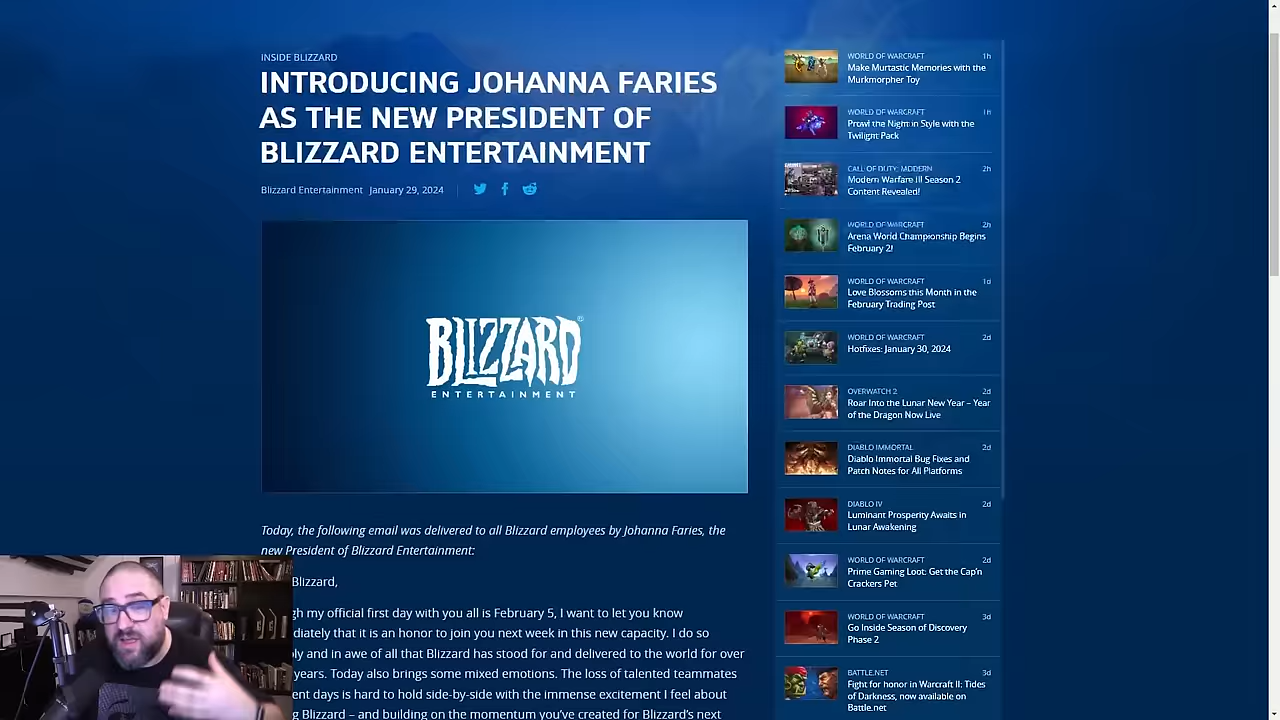 INSIDE BLIZZARD
INTRODUCING JOHANNA FARIES
AS THE NEW PRESIDENT OF
BLIZZARD ENTERTAINMENT
Blizzard Entertainment January 29, 2024
BLIZZARD
ENTERTAINMENT
Today, the following email was delivered to all Blizzard employees by Johanna Faries, the
new President of Blizzard Entertainment:
Blizzard,
my official first day with you all is February 5, I want to let you know
that it is an honor to join you next week in this new capacity. I do so
and in awe of all that Blizzard has stood for and delivered to the world for over
years. Today also brings some mixed emotions. The loss of talented teammates
days is hard to hold side-by-side with the immense excitement I feel about
Blizzard – and building on the momentum you've created for Blizzard's next
WORLD OF WARCRAFT 1h
Make Murtastic Memories with the
Murkmorpher Toy
WORLD OF WARCRAFT 1h
Prowl the Night in Style with the
Twilight Pack
CALL OF DUTY: MODERN 2h
Modern Warfare III Season 2
Content Revealed!
WORLD OF WARCRAFT 2h
Arena World Championship Begins
February 2!
WORLD OF WARCRAFT 1d
Love Blossoms this Month in the
February Trading Post
WORLD OF WARCRAFT 2d
Hotfixes: January 30, 2024
OVERWATCH 2 2d
Roar Into the Lunar New Year – Year
of the Dragon Now Live
DIABLO IMMORTAL 2d
Diablo Immortal Bug Fixes and
Patch Notes for All Platforms
DIABLO IV 2d
Luminant Prosperity Awaits in
Lunar Awakening
WORLD OF WARCRAFT 2d
Prime Gaming Loot: Get the Cap'n
Crackers Pet
WORLD OF WARCRAFT 3d
Go Inside Season of Discovery
Phase 2
BATTLE.NET 3d
Fight for honor in Warcraft II: Tides
of Darkness, now available on
Battle.net